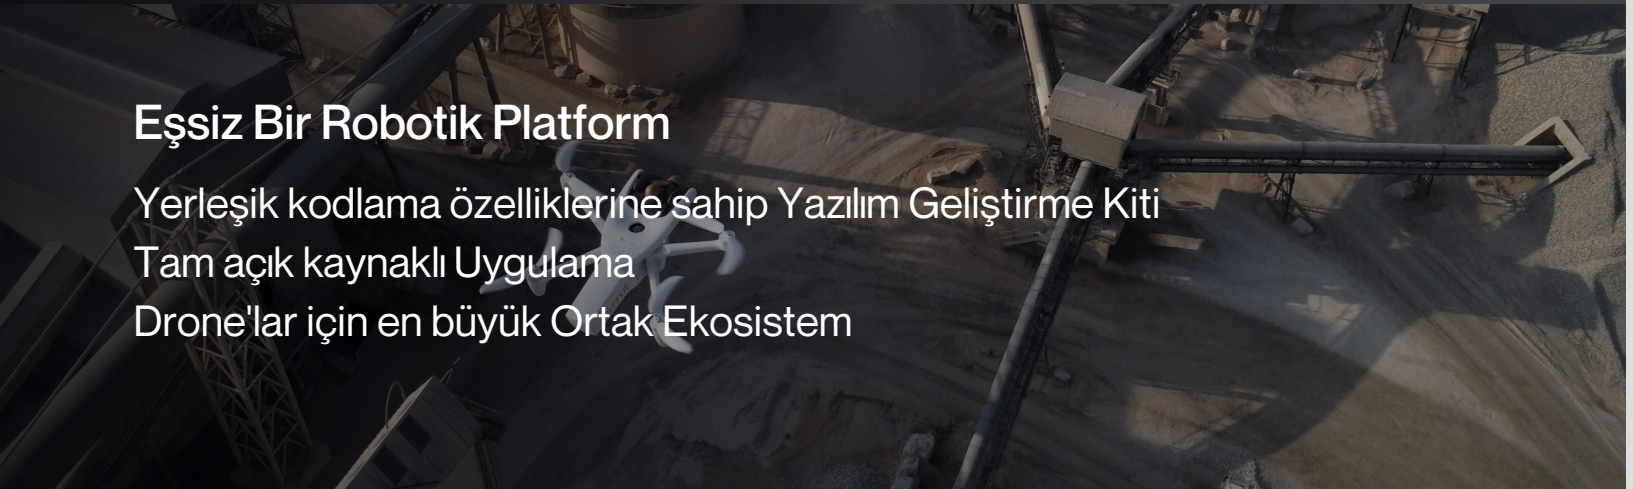 Eşsiz Bir Robotik Platform
Yerleşik kodlama özelliklerine sahip Yazılım Geliştirme Kiti
Tam açık kaynaklı Uygulama
Drone'lar için en büyük Ortak Ekosistem